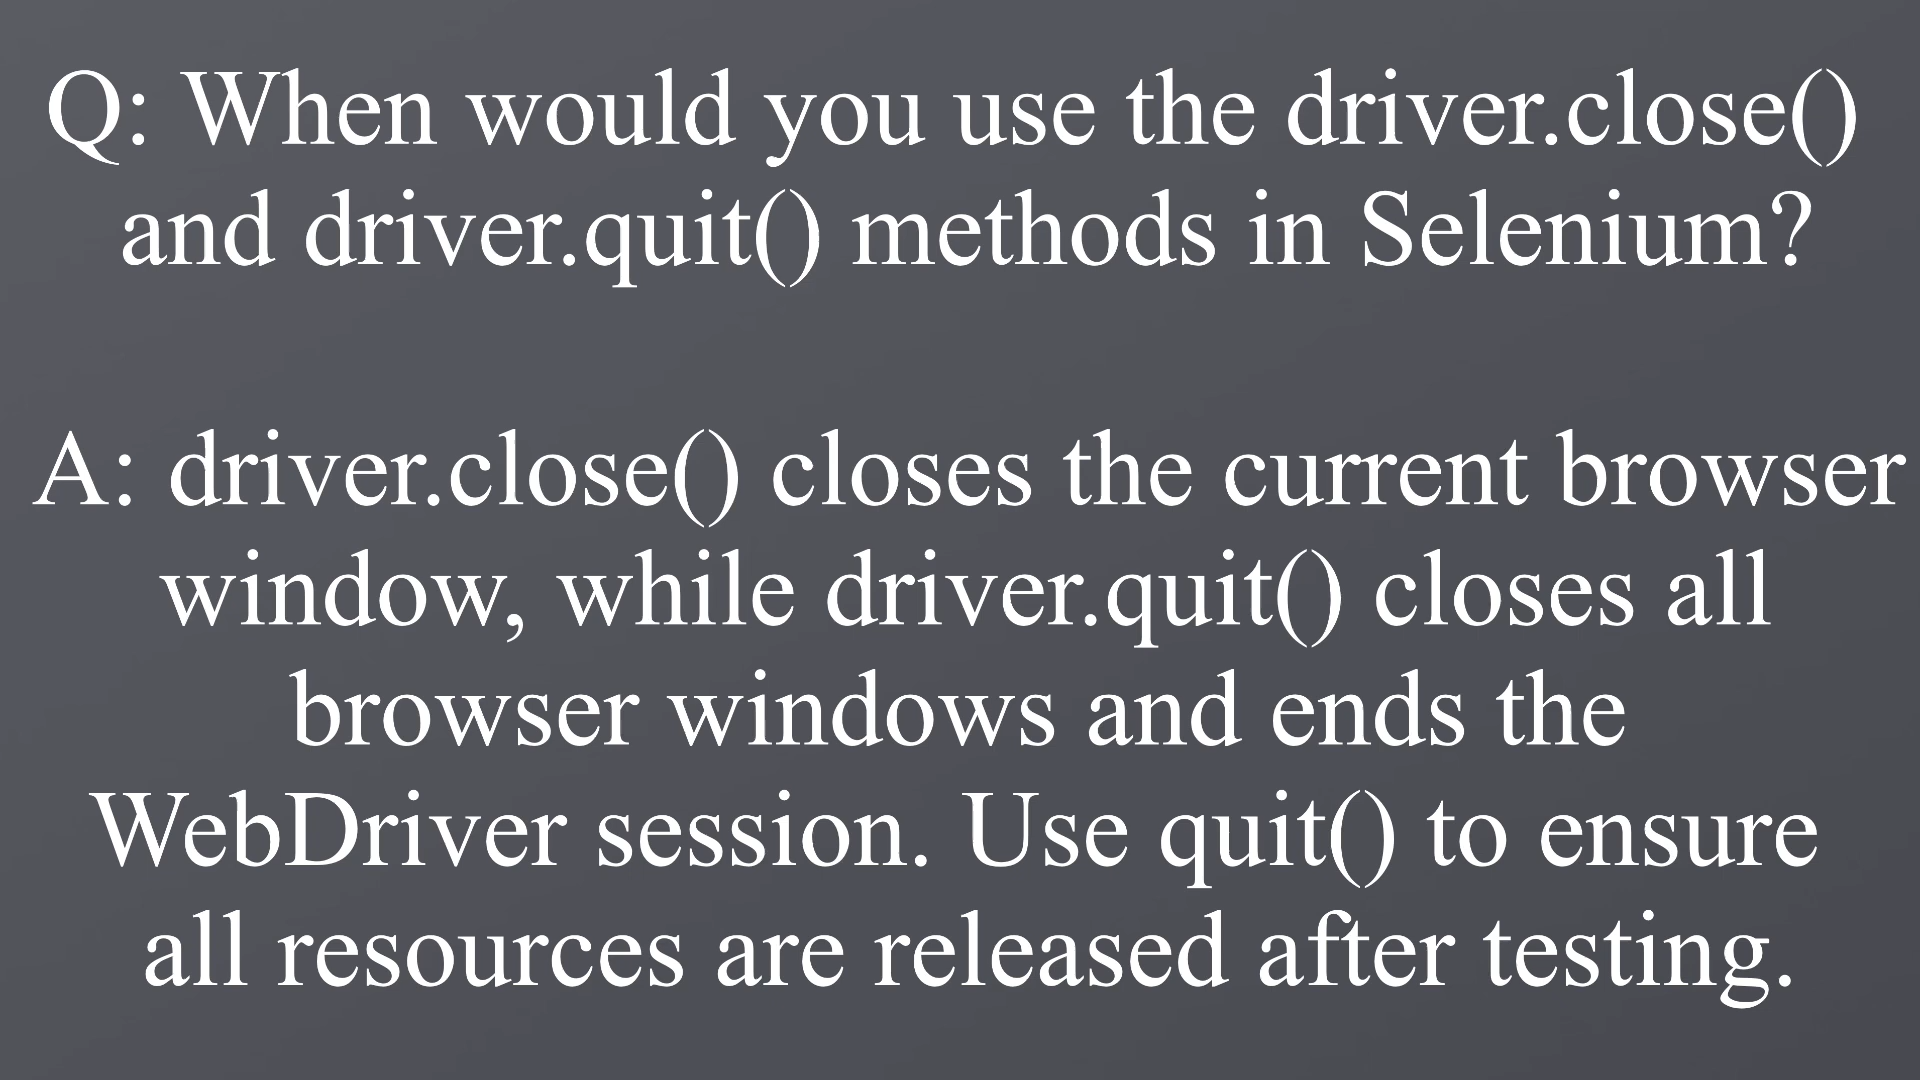 Q: When would you use the driver.close()
and driver.quit() methods in Selenium?
A: driver.close() closes the current browser
window, while driver.quit() closes all
browser windows and ends the
WebDriver session. Use quit() to ensure
all resources are released after testing.